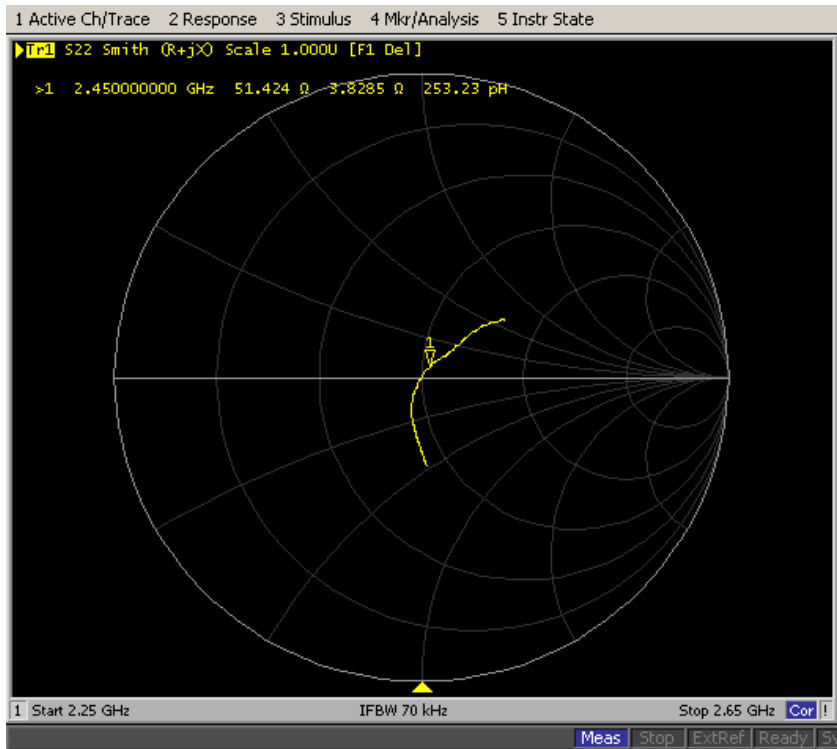 1 Active Ch/Trace 2 Response 3 Stimulus 4 Mkr/Analysis 5 Instr State
Tr1 S22 Smith (R+jX) Scale 1.000U [F1 Del]
>1 2.450000000 GHz 51.424 Ω 3.8285 Ω 253.23 pH
1
1 Start 2.25 GHz IFBW 70 kHz Stop 2.65 GHz Cor !
Meas Stop ExtRef Ready